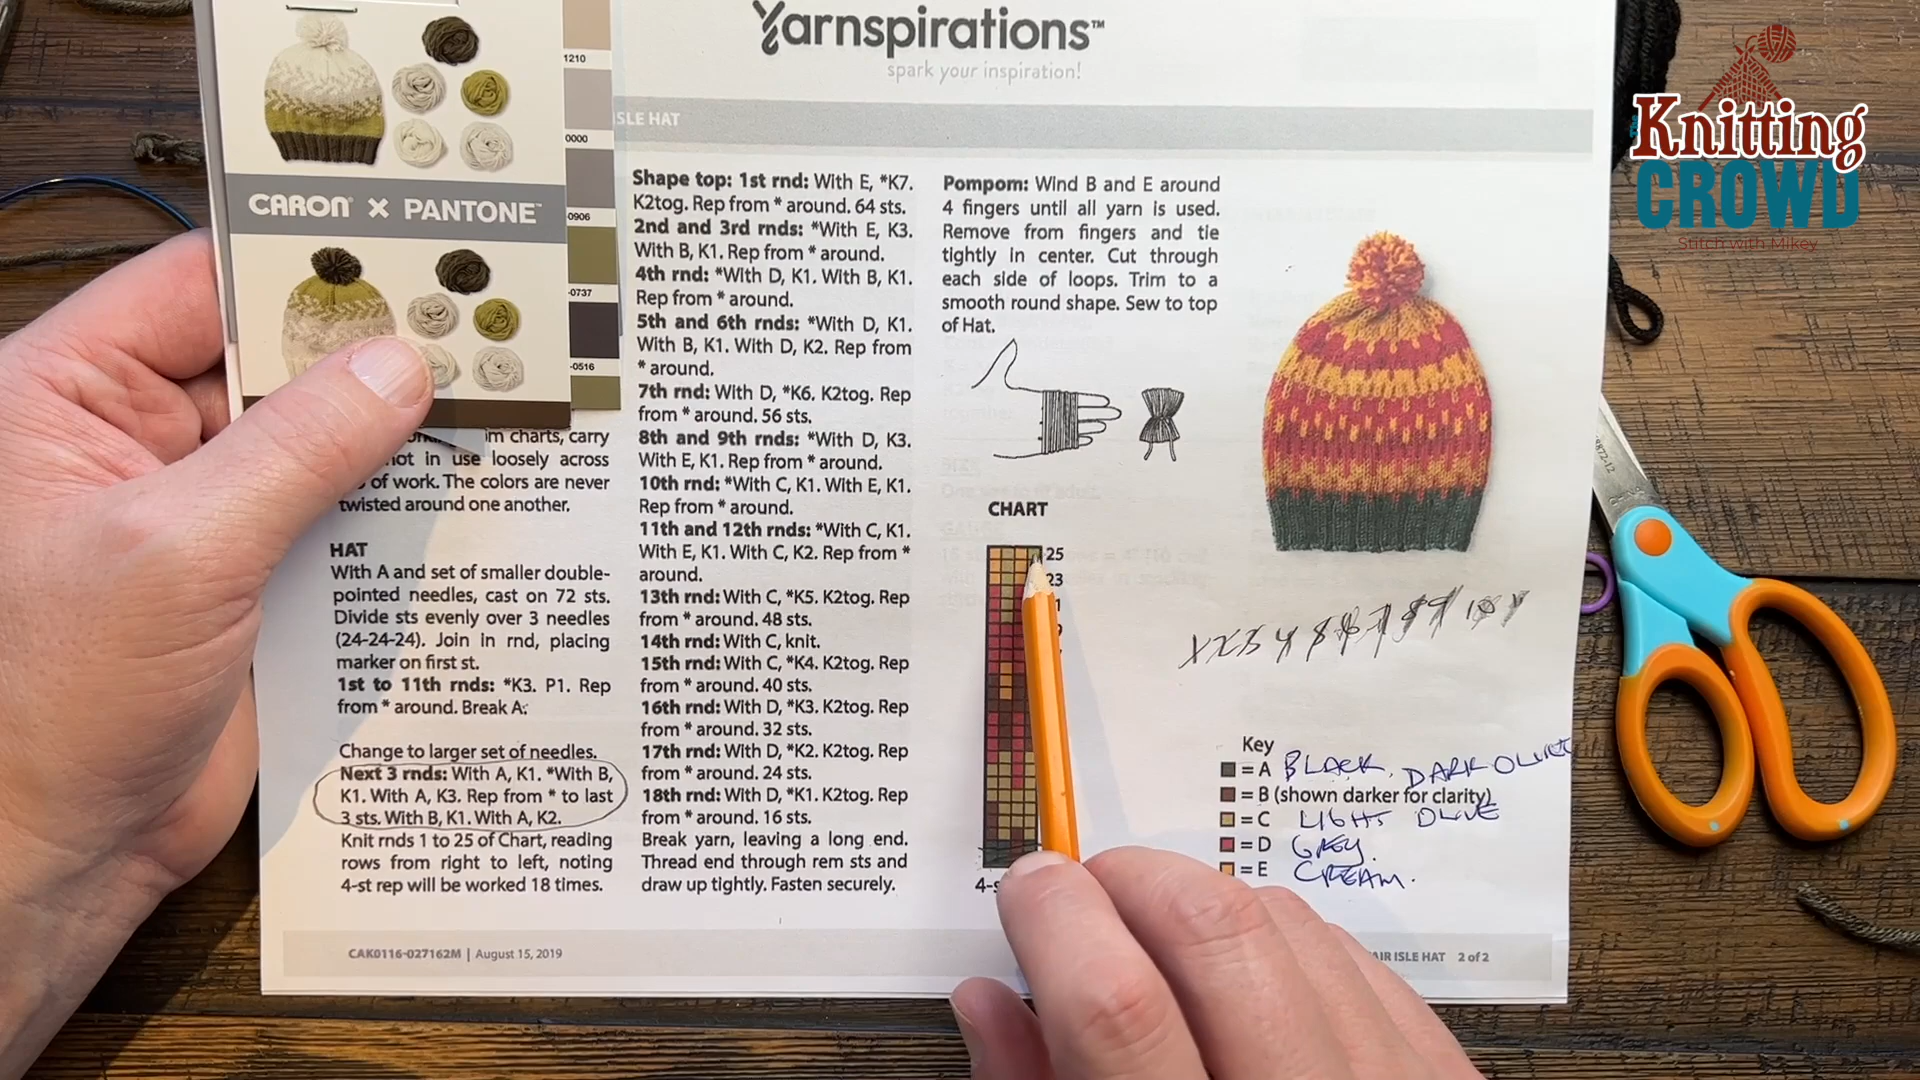 Yarnspirations™
spark your inspiration!
ISLE HAT
The
Knitting
CROWD
Stitch with Mikey
1210
0000
-0906
-0737
-0516
CARON® X PANTONE™
m charts, carry
not in use loosely across
of work. The colors are never
twisted around one another.
HAT
With A and set of smaller double-
pointed needles, cast on 72 sts.
Divide sts evenly over 3 needles
(24-24-24). Join in rnd, placing
marker on first st.
1st to 11th rnds: *K3. P1. Rep
from * around. Break A.
Change to larger set of needles.
Next 3 rnds: With A, K1. *With B,
K1. With A, K3. Rep from * to last
3 sts. With B, K1. With A, K2.
Knit rnds 1 to 25 of Chart, reading
rows from right to left, noting
4-st rep will be worked 18 times.
Shape top: 1st rnd: With E, *K7.
K2tog. Rep from * around. 64 sts.
2nd and 3rd rnds: *With E, K3.
With B, K1. Rep from * around.
4th rnd: *With D, K1. With B, K1.
Rep from * around.
5th and 6th rnds: *With D, K1.
With B, K1. With D, K2. Rep from
* around.
7th rnd: With D, *K6. K2tog. Rep
from * around. 56 sts.
8th and 9th rnds: *With D, K3.
With E, K1. Rep from * around.
10th rnd: *With C, K1. With E, K1.
Rep from * around.
11th and 12th rnds: *With C, K1.
With E, K1. With C, K2. Rep from *
around.
13th rnd: With C, *K5. K2tog. Rep
from * around. 48 sts.
14th rnd: With C, knit.
15th rnd: With C, *K4. K2tog. Rep
from * around. 40 sts.
16th rnd: With D, *K3. K2tog. Rep
from * around. 32 sts.
17th rnd: With D, *K2. K2tog. Rep
from * around. 24 sts.
18th rnd: With D, *K1. K2tog. Rep
from * around. 16 sts.
Break yarn, leaving a long end.
Thread end through rem sts and
draw up tightly. Fasten securely.
Pompom: Wind B and E around
4 fingers until all yarn is used.
Remove from fingers and tie
tightly in center. Cut through
each side of loops. Trim to a
smooth round shape. Sew to top
of Hat.
CHART
25
23
Key
= A BLACK. DARK OLIVE
= B (shown darker for clarity)
= C LIGHT OLIVE
= D GREY.
= E CREAM.
CAK0116-027162M | August 15, 2019
AIR ISLE HAT 2 of 2